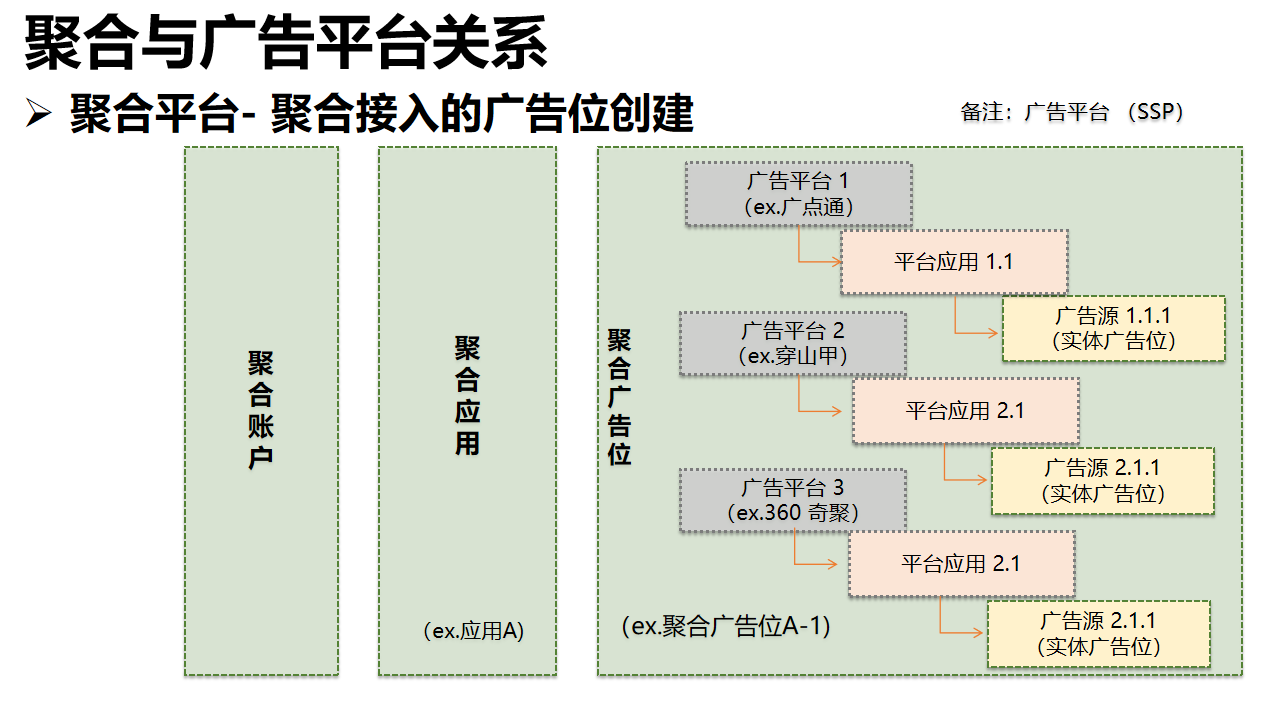 聚合与广告平台关系
聚合平台- 聚合接入的广告位创建
备注：广告平台 （SSP）
聚合账户
聚合应用
（ex.应用A)
聚合广告位
（ex.聚合广告位A-1）
广告平台 1
（ex.广点通）
平台应用 1.1
广告源 1.1.1
（实体广告位）
广告平台 2
（ex.穿山甲）
平台应用 2.1
广告源 2.1.1
（实体广告位）
广告平台 3
（ex.360 奇聚）
平台应用 2.1
广告源 2.1.1
（实体广告位）